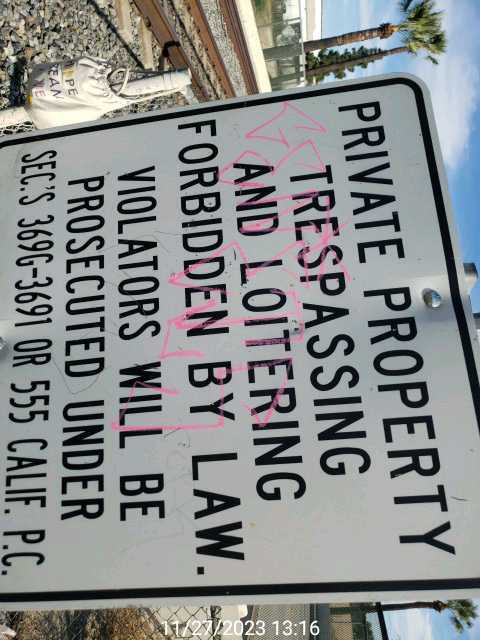 PRIVATE PROPERTY
TRESPASSING
AND LOITERING
FORBIDDEN BY LAW.
VIOLATORS WILL BE
PROSECUTED UNDER
SEC'S 369G-369I OR 555 CALIF. P.C.
11/27/2023 13:16